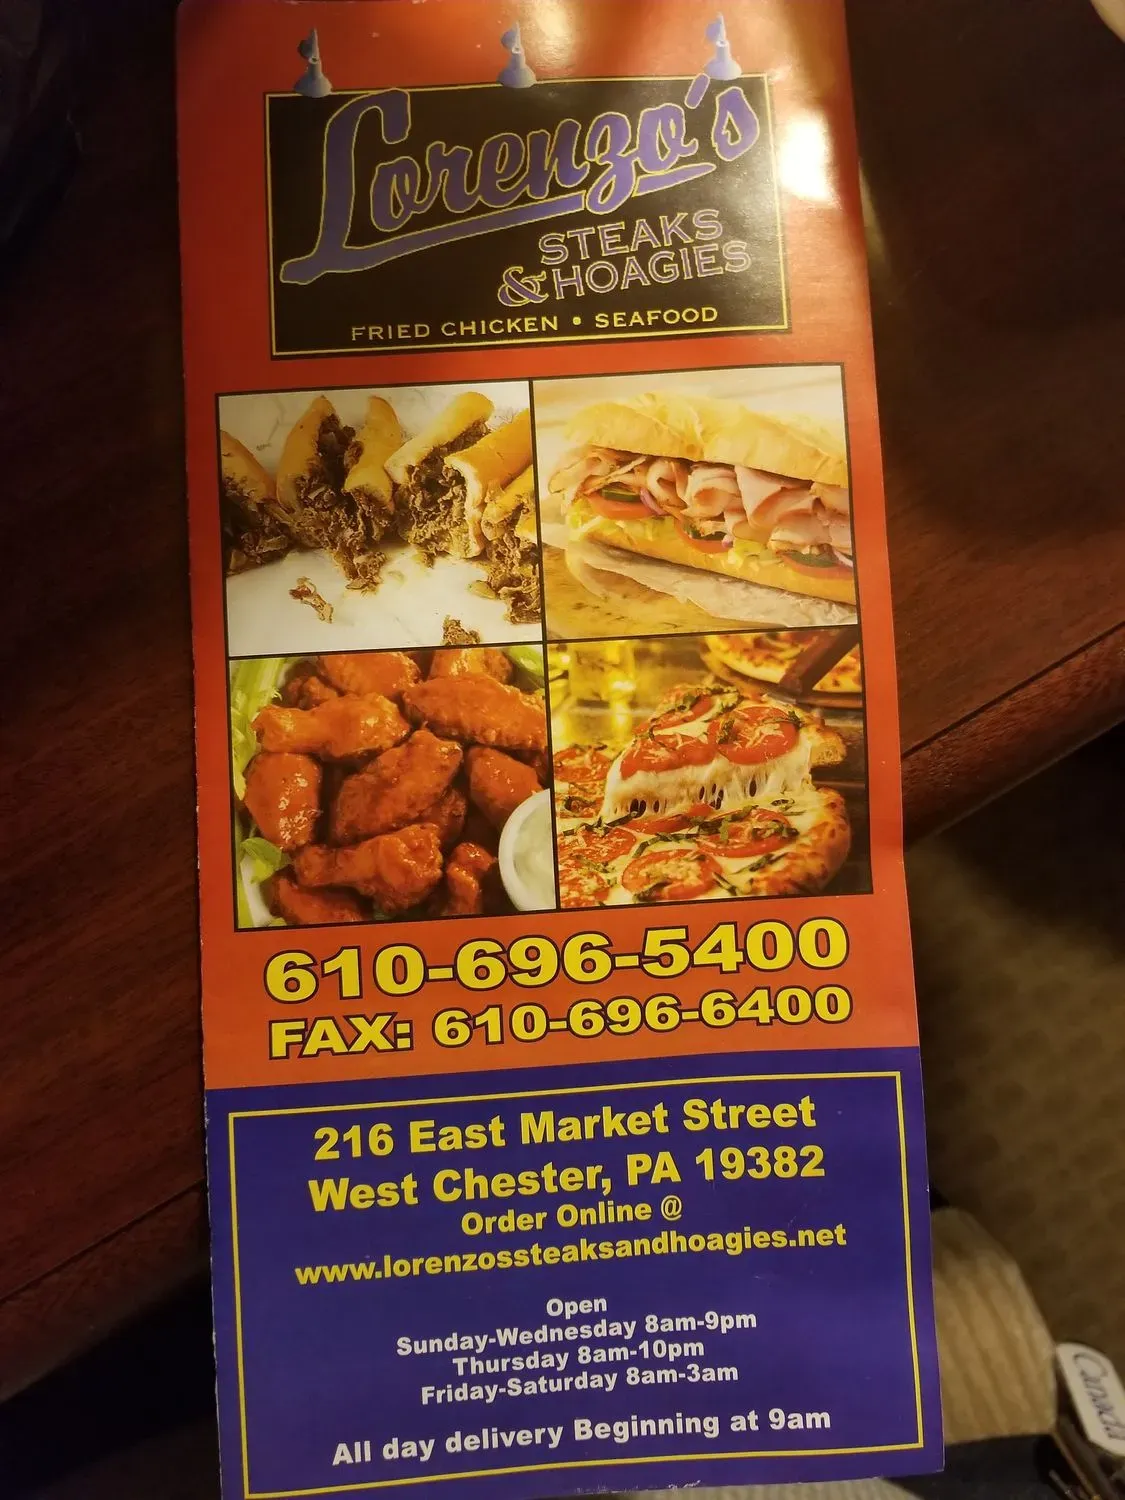 Lorenzo's
STEAKS
& HOAGIES
FRIED CHICKEN • SEAFOOD
610-696-5400
FAX: 610-696-6400
216 East Market Street
West Chester, PA 19382
Order Online @
www.lorenzossteaksandhoagies.net
Open
Sunday-Wednesday 8am-9pm
Thursday 8am-10pm
Friday-Saturday 8am-3am
All day delivery Beginning at 9am
Canada